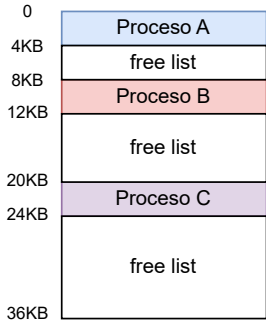 0
Proceso A
4KB
free list
8KB
Proceso B
12KB
free list
20KB
Proceso C
24KB
free list
36KB